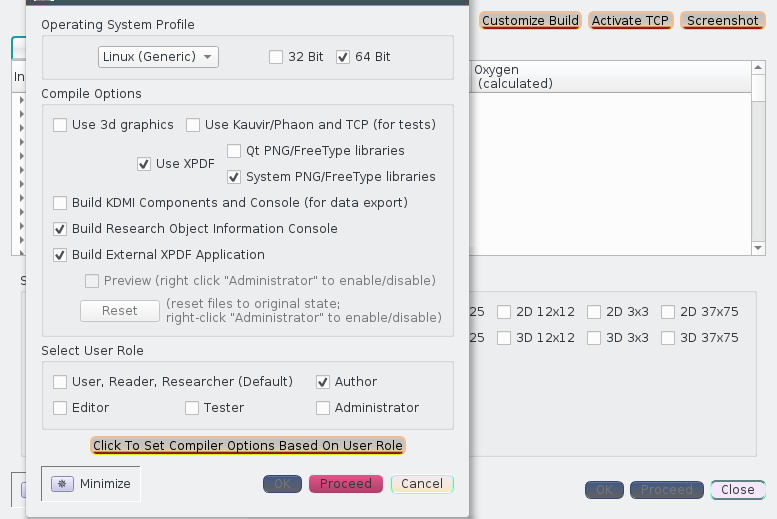 Operating System Profile
Customize Build
Activate TCP
Screenshot
Linux (Generic)
32 Bit
64 Bit
Oxygen
(calculated)
In
Compile Options
Use 3d graphics
Use Kauvir/Phaon and TCP (for tests)
Use XPDF
Qt PNG/FreeType libraries
System PNG/FreeType libraries
Build KDMI Components and Console (for data export)
Build Research Object Information Console
Build External XPDF Application
Preview (right click "Administrator" to enable/disable)
Reset
(reset files to original state;
right-click "Administrator" to enable/disable)
25
2D 12x12
2D 3x3
2D 37x75
25
3D 12x12
3D 3x3
3D 37x75
Select User Role
User, Reader, Researcher (Default)
Author
Editor
Tester
Administrator
Click To Set Compiler Options Based On User Role
Minimize
OK
Proceed
Cancel
OK
Proceed
Close